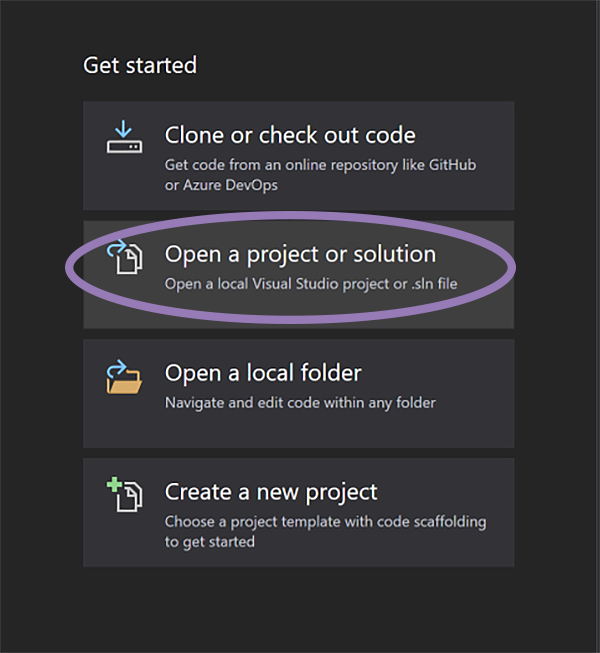 Get started
Clone or check out code
Get code from an online repository like GitHub
or Azure DevOps
Open a project or solution
Open a local Visual Studio project or .sln file
Open a local folder
Navigate and edit code within any folder
Create a new project
Choose a project template with code scaffolding
to get started